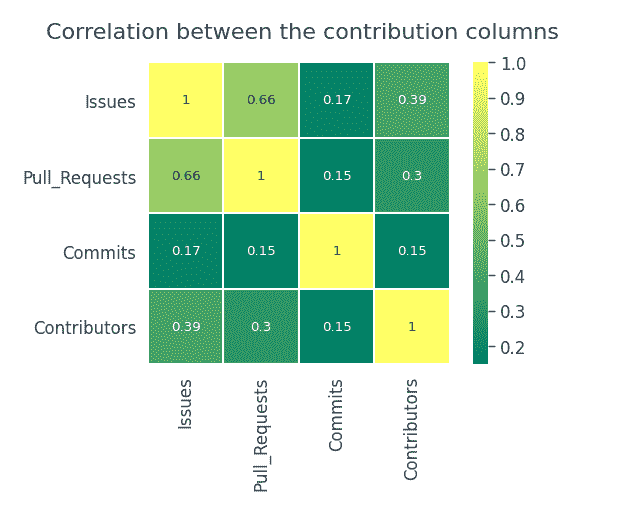 Correlation between the contribution columns
Issues 1 0.66 0.17 0.39
Pull_Requests 0.66 1 0.15 0.3
Commits 0.17 0.15 1 0.15
Contributors 0.39 0.3 0.15 1
Issues Pull_Requests Commits Contributors
1.0
0.9
0.8
0.7
0.6
0.5
0.4
0.3
0.2